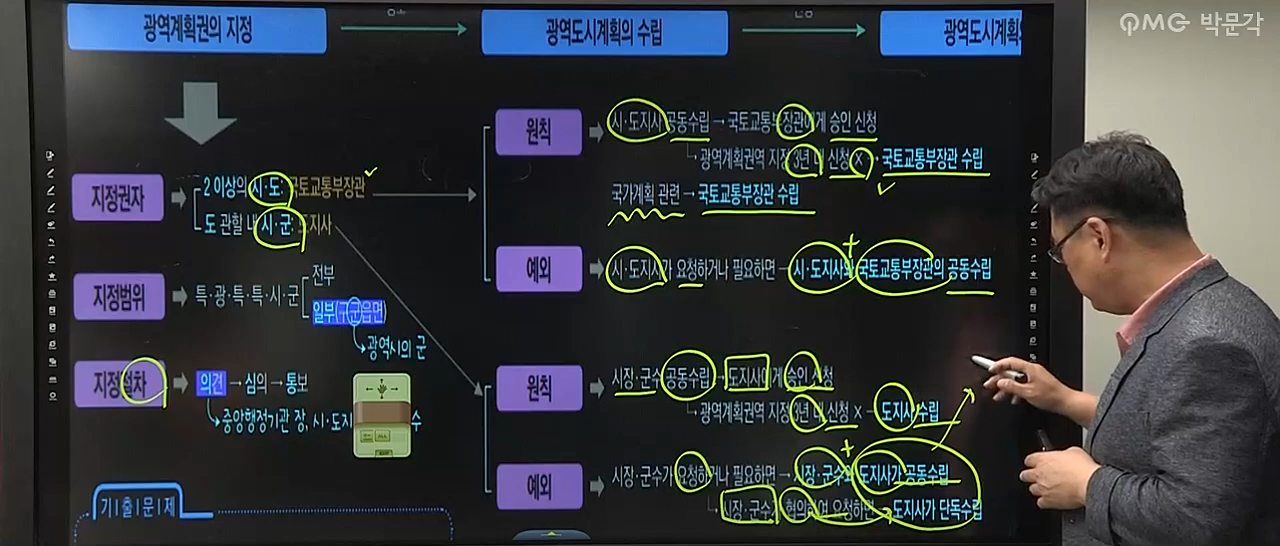 광역계획권의 지정
광역도시계획의 수립
광역도시계획의
QMG 박문각
지정권자
2 이상의 시·도: 국토교통부장관
도 관할 내 시·군: 도지사
지정범위
특·광·특·특·시·군
전부
일부(구군읍면)
광역시의 군
지정절차
의견 → 심의 → 통보
중앙행정기관 장, 시·도지 수
기출문제
원칙
시·도지사 공동수립 → 국토교통부장관에게 승인 신청
광역계획권역 지정 3년 내 신청 X → 국토교통부장관 수립
국가계획 관련 → 국토교통부장관 수립
예외
시·도지사가 요청하거나 필요하면 → 시·도지사와 국토교통부장관의 공동수립
원칙
시장·군수 공동수립 → 도지사에게 승인 신청
광역계획권역 지정 3년 내 신청 X → 도지사 수립
예외
시장·군수가 요청하거나 필요하면 → 시장·군수와 도지사가 공동수립
시장·군수가 협의하여 요청하면 → 도지사가 단독수립